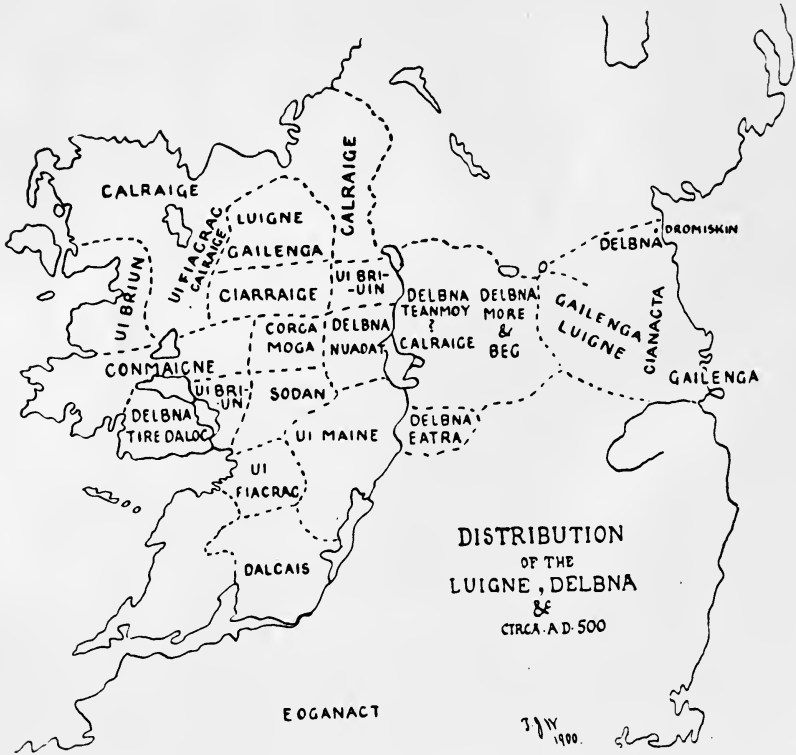 CALRAIGE
LUIGNE
GAILENGA
UI FIACRAC
CALRAIGE
CALRAIGE
UI BRIUN
CIARRAIGE
UI BRI-
-UIN
DELBNA
TEANMOY
?
CALRAIGE
DELBNA
MORE
&
BEG
DELBNA
DROMISKIN
GAILENGA
LUIGNE
CIANACTA
GAILENGA
CONMAICNE
CORCA
MOGA
DELBNA
NUADAT
UI BRI-
-UN
SODAN
DELBNA
TIRE DALOC
UI MAINE
DELBNA
EATRA
UI
FIACRAC
DALCAIS
DISTRIBUTION
OF THE
LUIGNE, DELBNA
&c
CIRCA. A.D. 500
EOGANACT
1900.